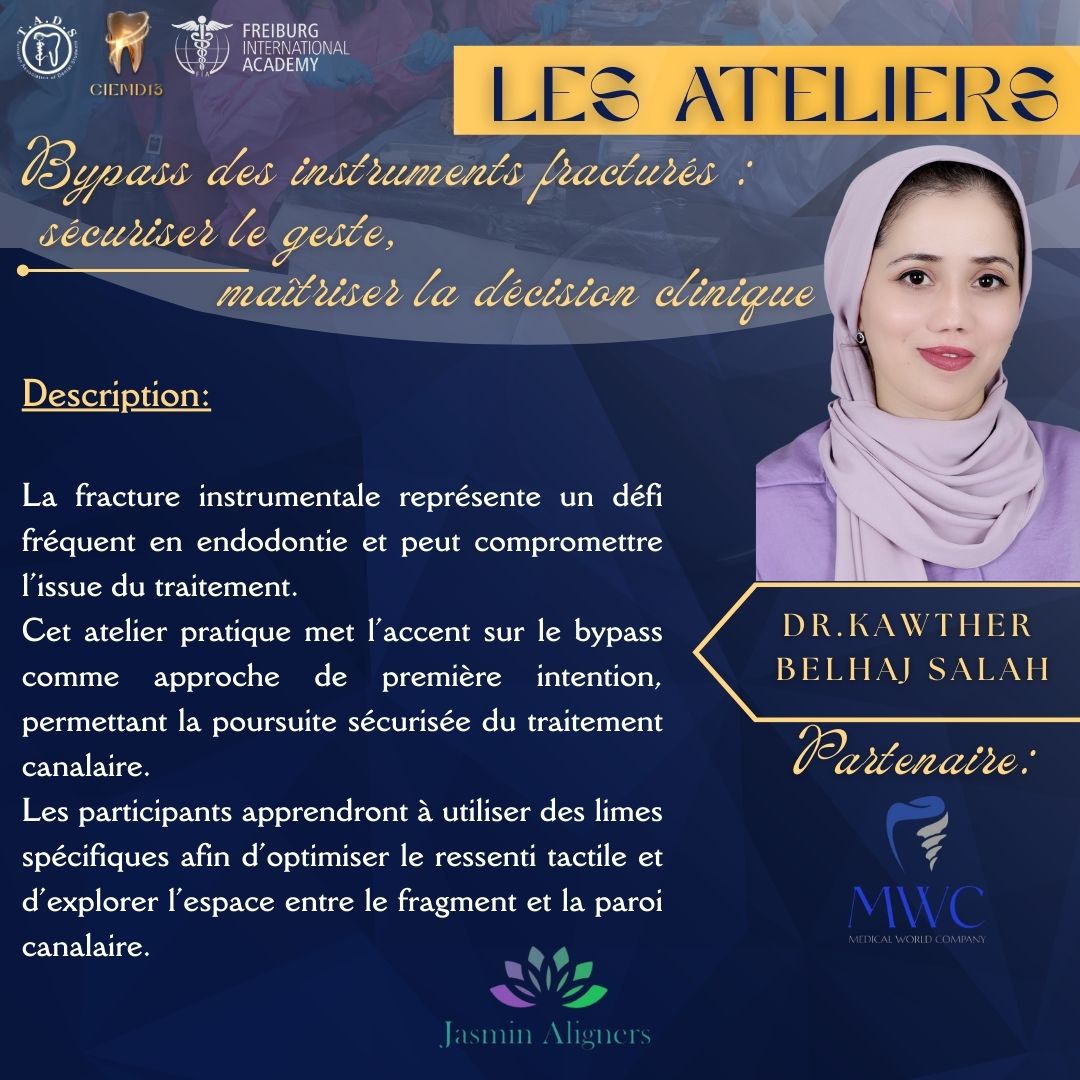 T.A.D.S
CIEMD13
FREIBURG
INTERNATIONAL
ACADEMY
FIA
LES ATELIERS
Bypass des instruments fracturés :
sécuriser le geste,
maîtriser la décision clinique
Description:
La fracture instrumentale représente un défi
fréquent en endodontie et peut compromettre
l'issue du traitement.
Cet atelier pratique met l'accent sur le bypass
comme approche de première intention,
permettant la poursuite sécurisée du traitement
canalaire.
Les participants apprendront à utiliser des limes
spécifiques afin d'optimiser le ressenti tactile et
d'explorer l'espace entre le fragment et la paroi
canalaire.
DR.KAWTHER
BELHAJ SALAH
Partenaire:
MWC
MEDICAL WORLD COMPANY
Jasmin Aligners